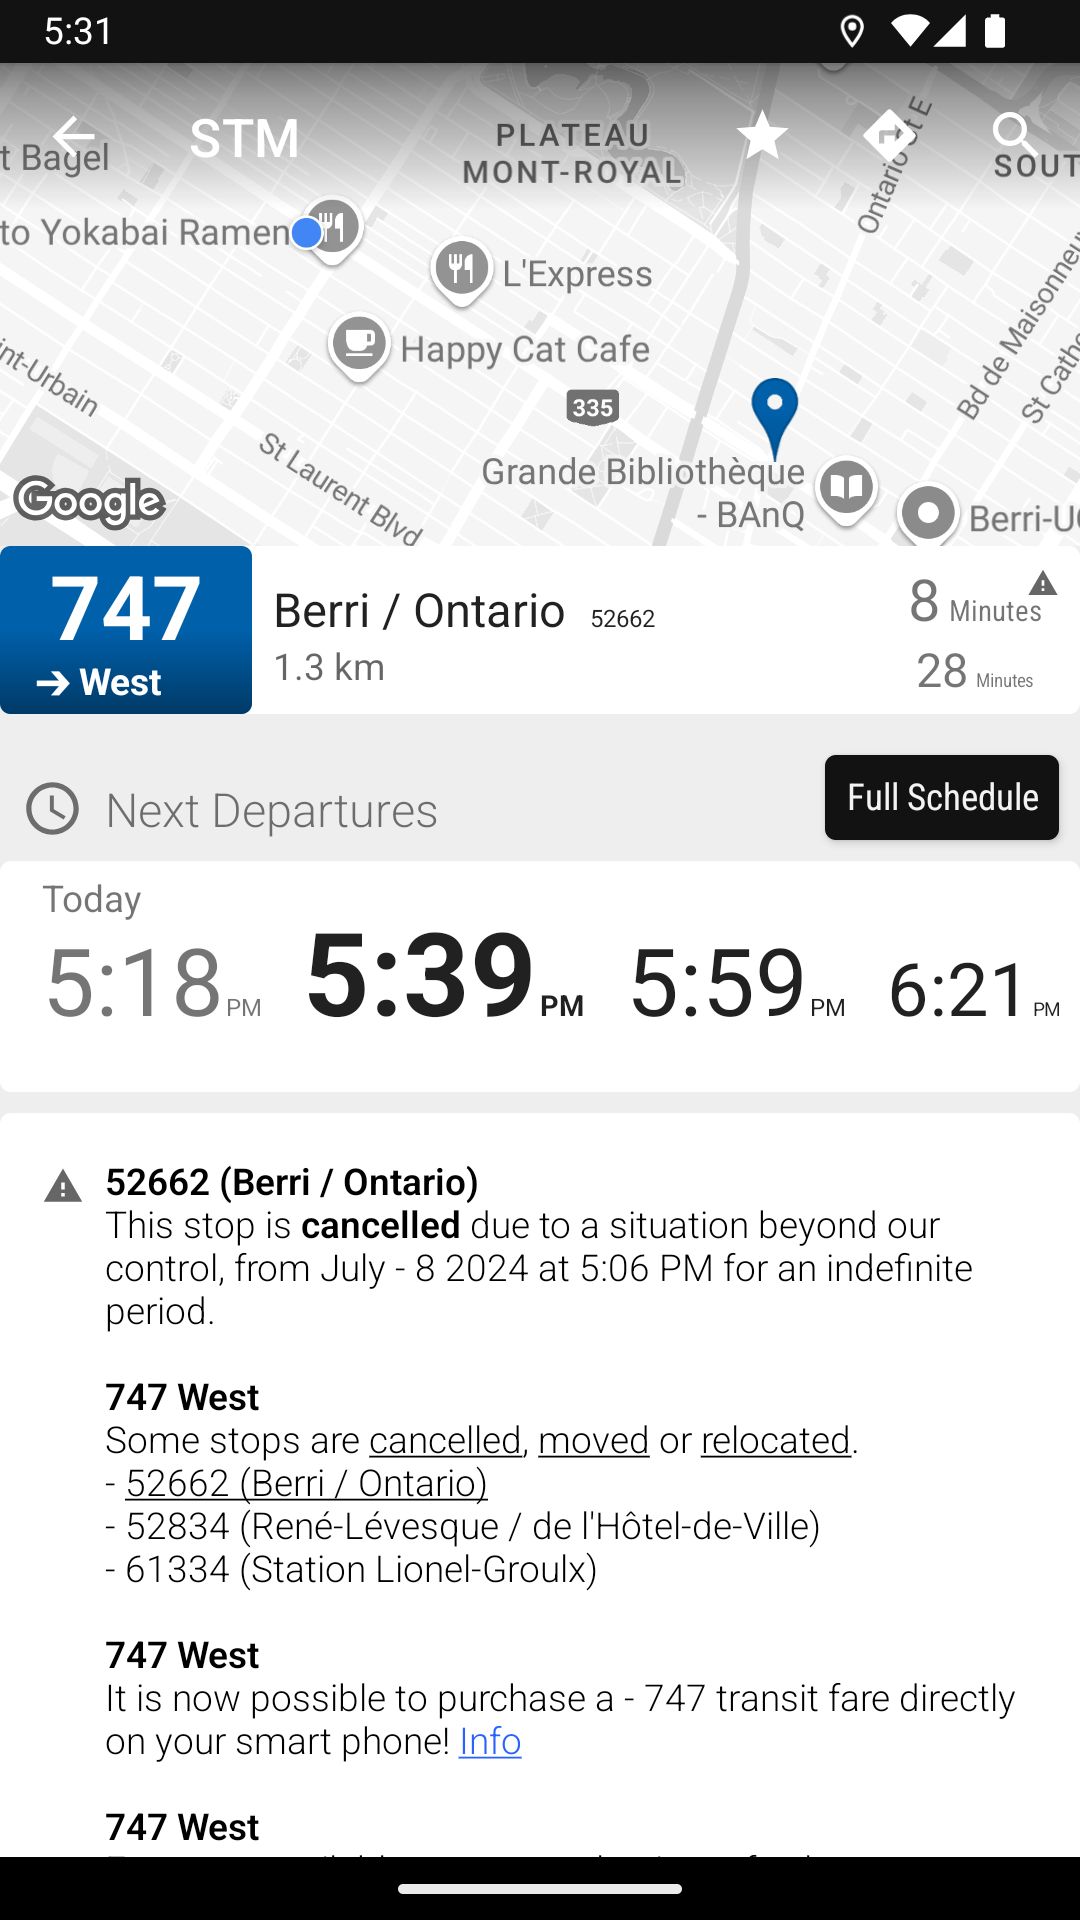 5:31
STM
PLATEAU
MONT-ROYAL
Ontario St E
SOUT
t Bagel
to Yokabai Ramen
L'Express
Happy Cat Cafe
int-Urbain
St Laurent Blvd
335
Bd de Maisonneu
St Cathe
Grande Bibliothèque
- BAnQ
Berri-U
Google
747
West
Berri / Ontario 52662
1.3 km
8 Minutes
28 Minutes
Next Departures
Full Schedule
Today
5:18 PM 5:39 PM 5:59 PM 6:21 PM
52662 (Berri / Ontario)
This stop is cancelled due to a situation beyond our
control, from July - 8 2024 at 5:06 PM for an indefinite
period.
747 West
Some stops are cancelled, moved or relocated.
- 52662 (Berri / Ontario)
- 52834 (René-Lévesque / de l'Hôtel-de-Ville)
- 61334 (Station Lionel-Groulx)
747 West
It is now possible to purchase a - 747 transit fare directly
on your smart phone! Info
747 West